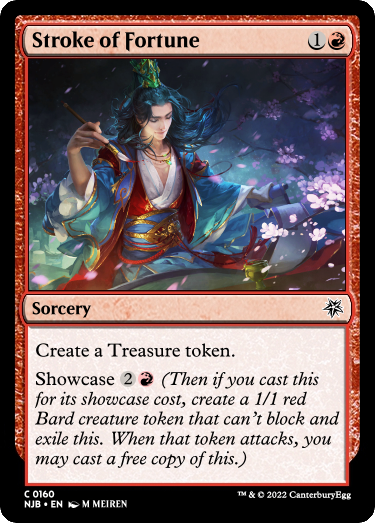 Stroke of Fortune 1
Sorcery
Create a Treasure token.
Showcase 2 (Then if you cast this
for its showcase cost, create a 1/1 red
Bard creature token that can't block and
exile this. When that token attacks, you
may cast a free copy of this.)
C 0160
NJB • EN M MEIREN
™ & © 2022 CanterburyEgg